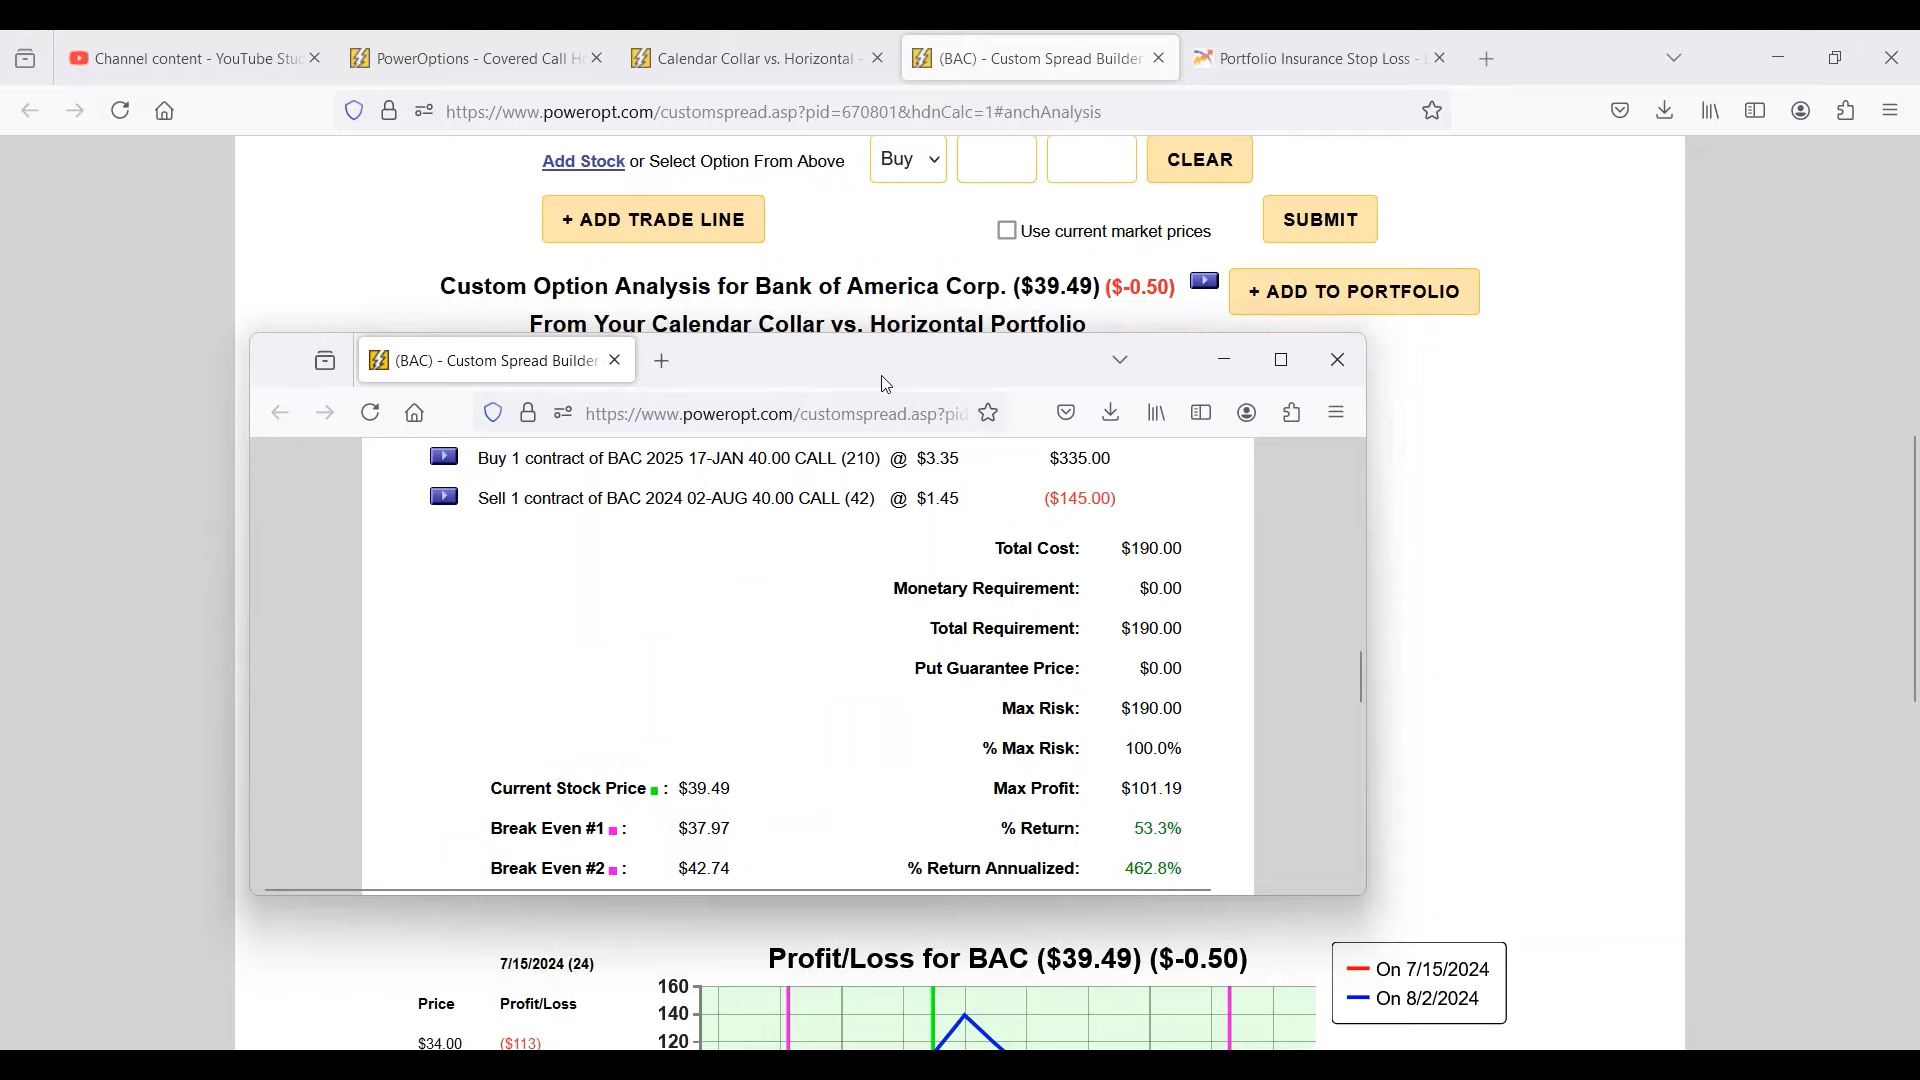 Channel content - YouTube Stu
PowerOptions - Covered Call H
Calendar Collar vs. Horizontal -
(BAC) - Custom Spread Builder
Portfolio Insurance Stop Loss -
https://www.poweropt.com/customspread.asp?pid=670801&hdnCalc=1#anchAnalysis
Add Stock or Select Option From Above
Buy
CLEAR
+ ADD TRADE LINE
Use current market prices
SUBMIT
Custom Option Analysis for Bank of America Corp. ($39.49) ($-0.50)
+ ADD TO PORTFOLIO
From Your Calendar Collar vs. Horizontal Portfolio
(BAC) - Custom Spread Builder
https://www.poweropt.com/customspread.asp?pid
Buy 1 contract of BAC 2025 17-JAN 40.00 CALL (210) @ $3.35 $335.00
Sell 1 contract of BAC 2024 02-AUG 40.00 CALL (42) @ $1.45 ($145.00)
Total Cost: $190.00
Monetary Requirement: $0.00
Total Requirement: $190.00
Put Guarantee Price: $0.00
Max Risk: $190.00
% Max Risk: 100.0%
Current Stock Price : $39.49 Max Profit: $101.19
Break Even #1 : $37.97 % Return: 53.3%
Break Even #2 : $42.74 % Return Annualized: 462.8%
Profit/Loss for BAC ($39.49) ($-0.50)
7/15/2024 (24)
Price Profit/Loss
$34.00 ($113)
160
140
120
On 7/15/2024
On 8/2/2024